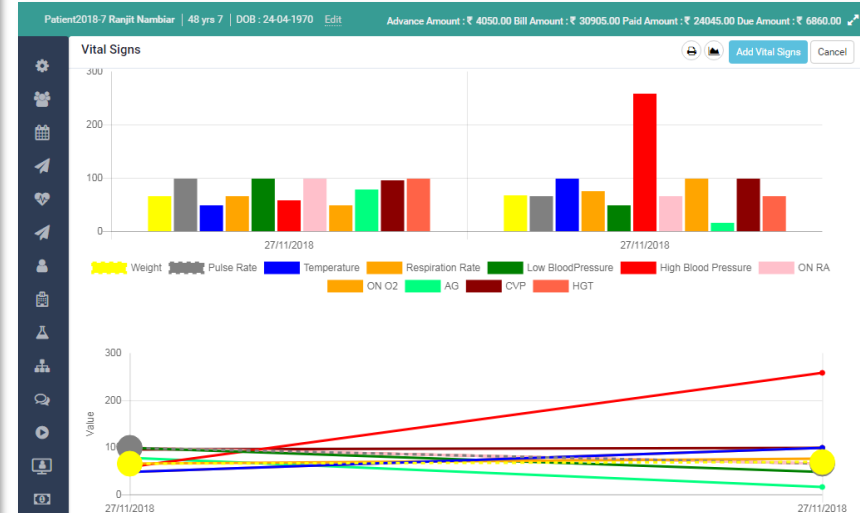 Patient2018-7 Ranjit Nambiar | 48 yrs 7 | DOB : 24-04-1970 Edit Advance Amount : ₹ 4050.00 Bill Amount : ₹ 30905.00 Paid Amount : ₹ 24045.00 Due Amount : ₹ 6860.00
Vital Signs Add Vital Signs Cancel
300
200
100
0
27/11/2018 27/11/2018
Weight Pulse Rate Temperature Respiration Rate Low BloodPressure High Blood Pressure ON RA
ON O2 AG CVP HGT
300
200
Value
100
0
27/11/2018 27/11/2018